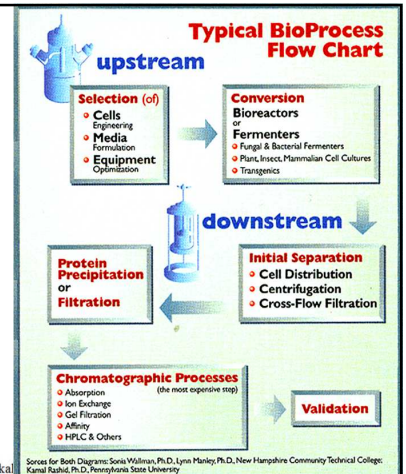 Typical BioProcess
Flow Chart
upstream
Selection (of)
Cells
Engineering
Media
Formulation
Equipment
Optimization
Conversion
Bioreactors
or
Fermenters
Fungal & Bacterial Fermenters
Plant, Insect, Mammalian Cell Cultures
Transgenics
downstream
Initial Separation
Cell Distribution
Centrifugation
Cross-Flow Filtration
Protein
Precipitation
or
Filtration
Chromatographic Processes
(the most expensive step)
Absorption
Ion Exchange
Gel Filtration
Affinity
HPLC & Others
Validation
Sorces for Both Diagrams: Sonia Wallman, Ph.D., Lynn Manley, Ph.D., New Hampshire Community Technical College;
Kamal Rashid, Ph.D., Pennsylvania State University